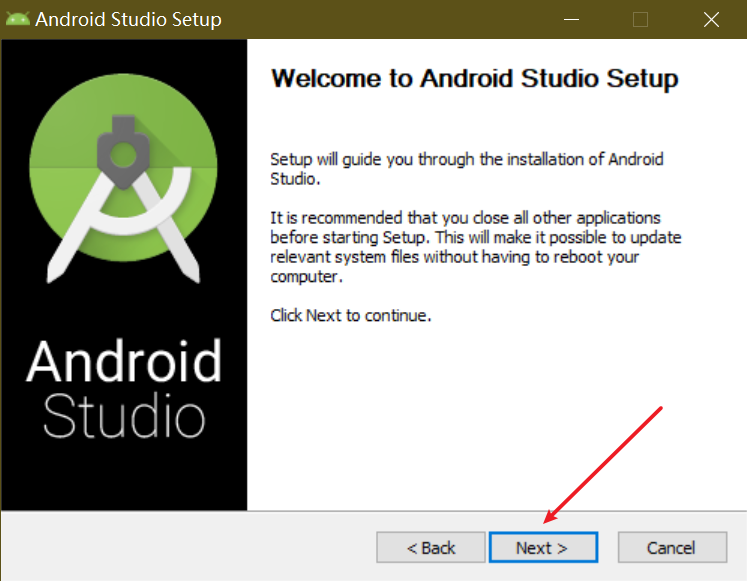 Android Studio Setup
Welcome to Android Studio Setup
Setup will guide you through the installation of Android
Studio.
It is recommended that you close all other applications
before starting Setup. This will make it possible to update
relevant system files without having to reboot your
computer.
Click Next to continue.
Android
Studio
< Back
Next >
Cancel